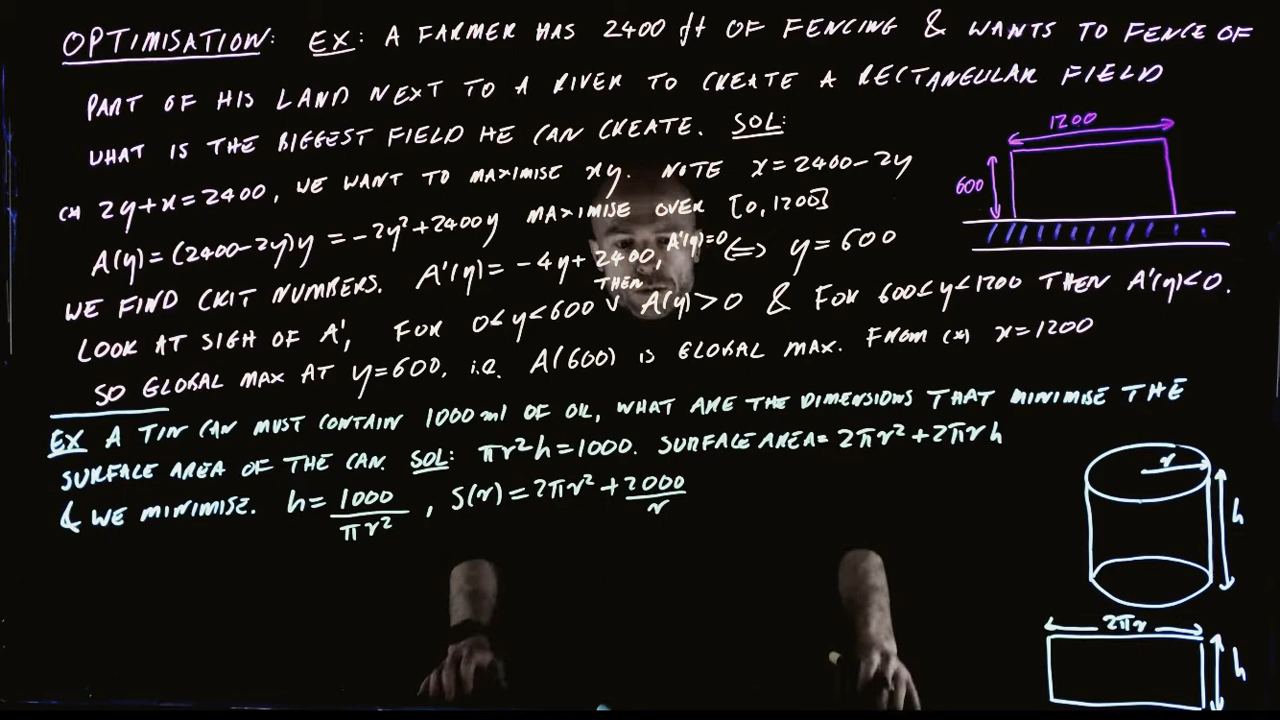 OPTIMISATION: EX: A FARMER HAS 2400 ft OF FENCING & WANTS TO FENCE OF
PART OF HIS LAND NEXT TO A RIVER TO CREATE A RECTANGULAR FIELD
WHAT IS THE BIGGEST FIELD HE CAN CREATE. SOL:
(*) 2y+x=2400, WE WANT TO MAXIMISE xy. NOTE x=2400-2y
A(y)=(2400-2y)y=-2y²+2400y MAXIMISE OVER [0,1200]
WE FIND CRIT NUMBERS. A'(y)=-4y+2400, A'(y)=0 ⟺ y=600
LOOK AT SIGN OF A', FOR 0<y<600 THEN A(y)>0 & FOR 600<y<1200 THEN A'(y)<0.
SO GLOBAL MAX AT y=600, i.e. A(600) IS GLOBAL MAX. FROM (*) x=1200
1200
600
EX A TIN CAN MUST CONTAIN 1000ml OF OIL, WHAT ARE THE DIMENSIONS THAT MINIMISE THE
SURFACE AREA OF THE CAN. SOL: πr²h=1000. SURFACE AREA=2πr²+2πrh
& WE MINIMISE. h=1000/πr², S(r)=2πr²+2000/r
r
h
2πr
h